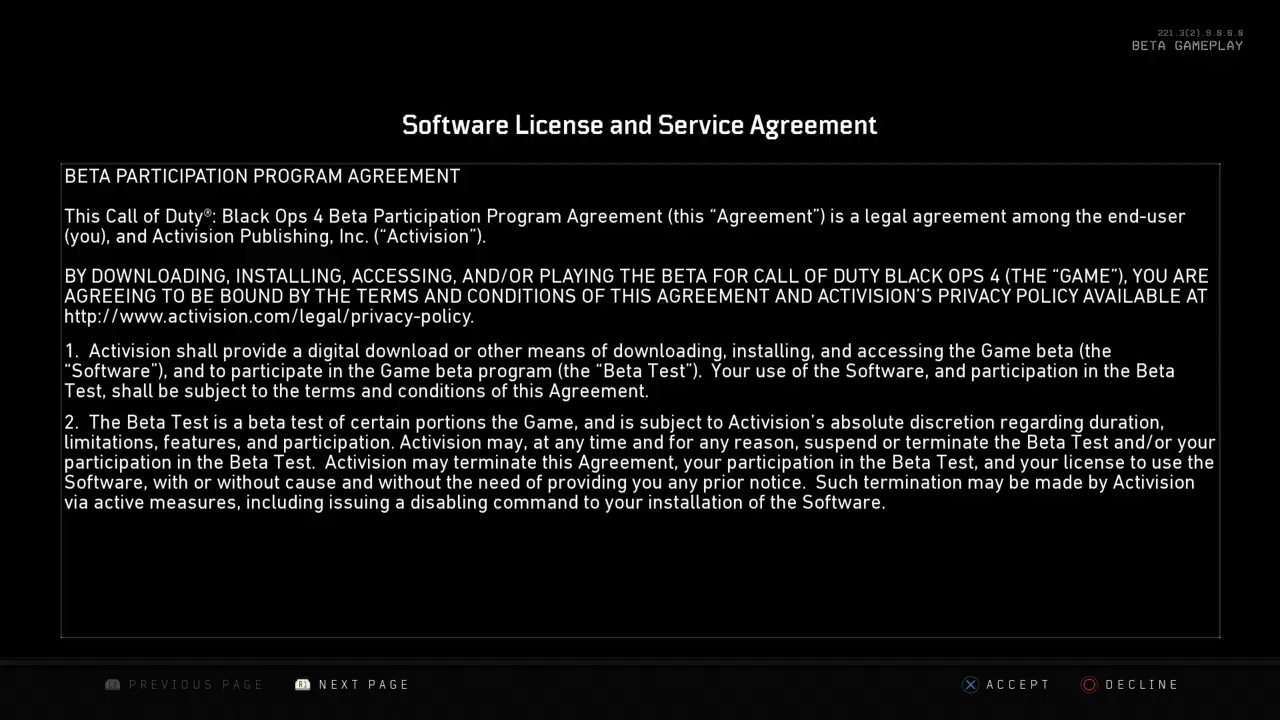 221.3(2).9.0.0.0
BETA GAMEPLAY
Software License and Service Agreement
BETA PARTICIPATION PROGRAM AGREEMENT
This Call of Duty®: Black Ops 4 Beta Participation Program Agreement (this “Agreement”) is a legal agreement among the end-user
(you), and Activision Publishing, Inc. (“Activision”).
BY DOWNLOADING, INSTALLING, ACCESSING, AND/OR PLAYING THE BETA FOR CALL OF DUTY BLACK OPS 4 (THE “GAME”), YOU ARE
AGREEING TO BE BOUND BY THE TERMS AND CONDITIONS OF THIS AGREEMENT AND ACTIVISION’S PRIVACY POLICY AVAILABLE AT
http://www.activision.com/legal/privacy-policy.
1.  Activision shall provide a digital download or other means of downloading, installing, and accessing the Game beta (the
“Software”), and to participate in the Game beta program (the “Beta Test”).  Your use of the Software, and participation in the Beta
Test, shall be subject to the terms and conditions of this Agreement.
2.  The Beta Test is a beta test of certain portions the Game, and is subject to Activision’s absolute discretion regarding duration,
limitations, features, and participation. Activision may, at any time and for any reason, suspend or terminate the Beta Test and/or your
participation in the Beta Test.  Activision may terminate this Agreement, your participation in the Beta Test, and your license to use the
Software, with or without cause and without the need of providing you any prior notice.  Such termination may be made by Activision
via active measures, including issuing a disabling command to your installation of the Software.
L1 PREVIOUS PAGE R1 NEXT PAGE ACCEPT DECLINE